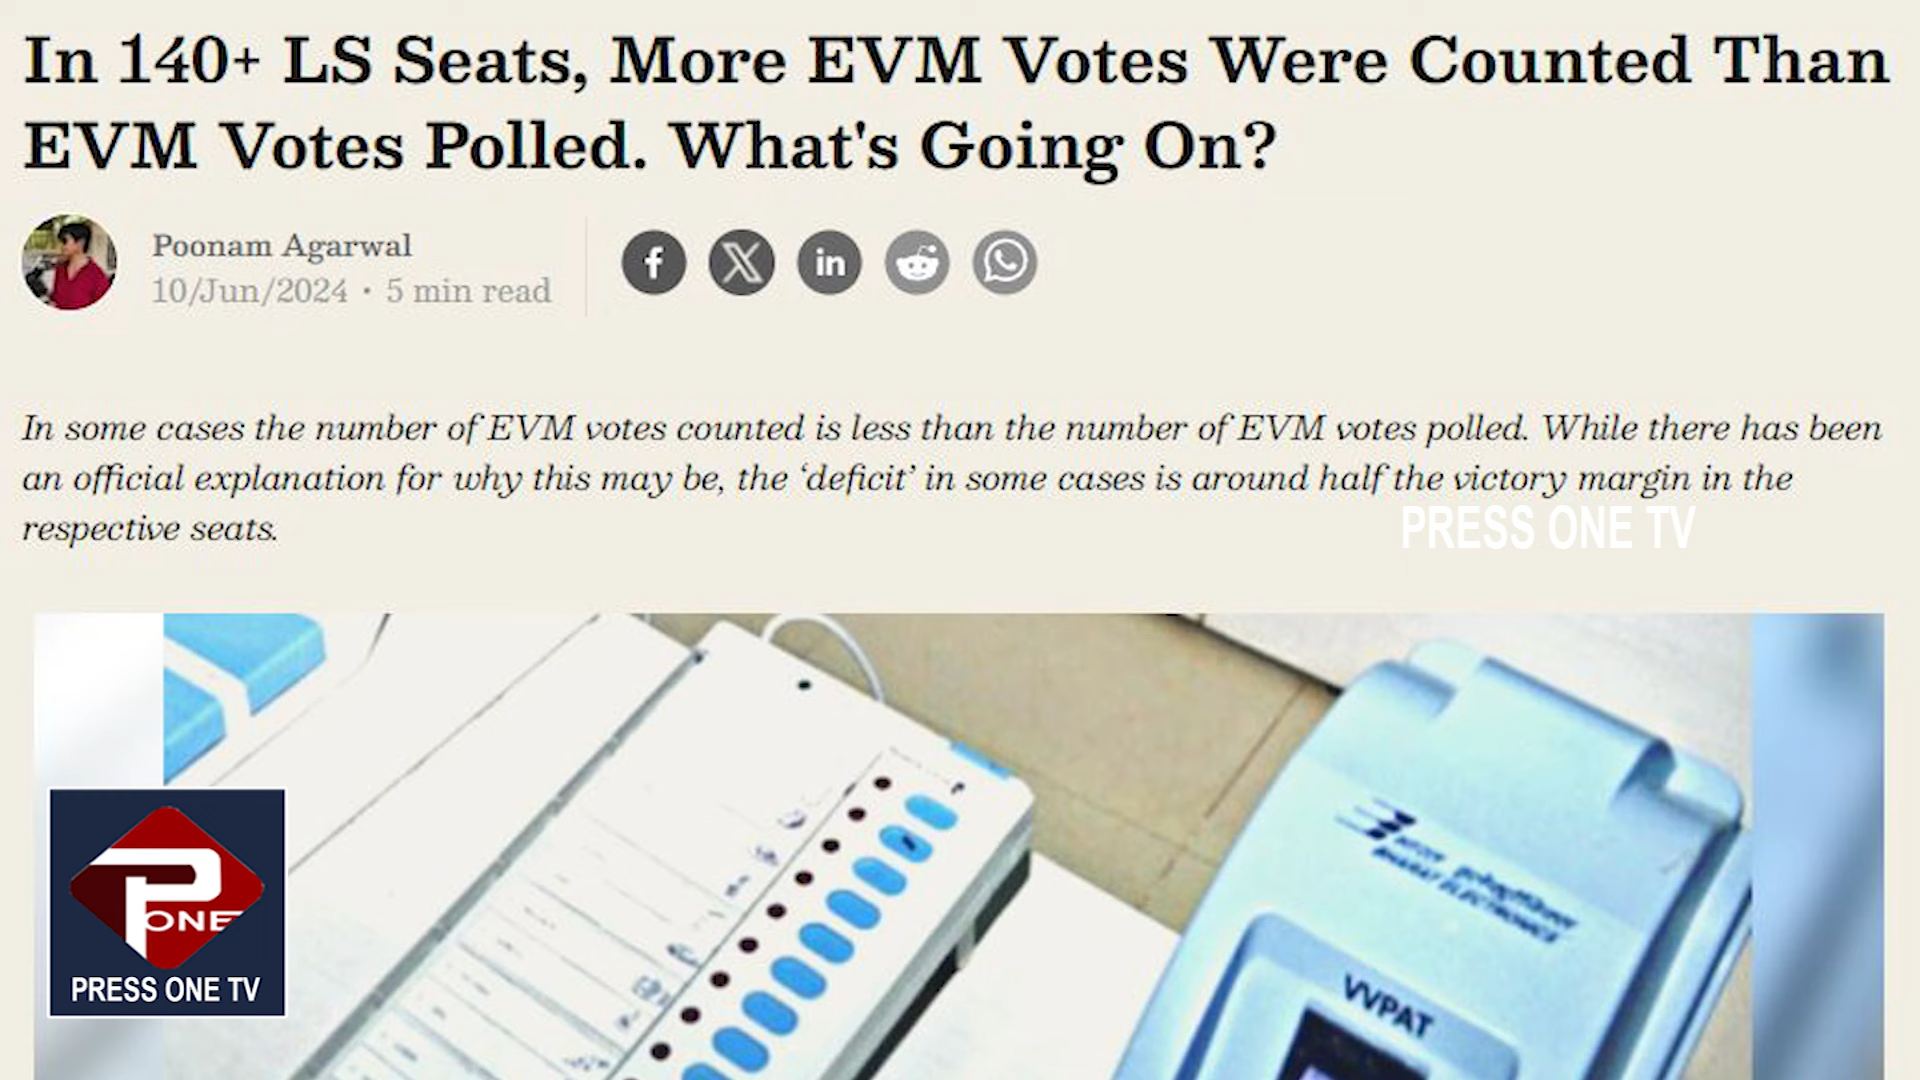 In 140+ LS Seats, More EVM Votes Were Counted Than
EVM Votes Polled. What's Going On?
Poonam Agarwal
10/Jun/2024 • 5 min read
In some cases the number of EVM votes counted is less than the number of EVM votes polled. While there has been
an official explanation for why this may be, the ‘deficit’ in some cases is around half the victory margin in the
respective seats.
PRESS ONE TV
BHARAT ELECTRONICS
VVPAT
P ONE
PRESS ONE TV